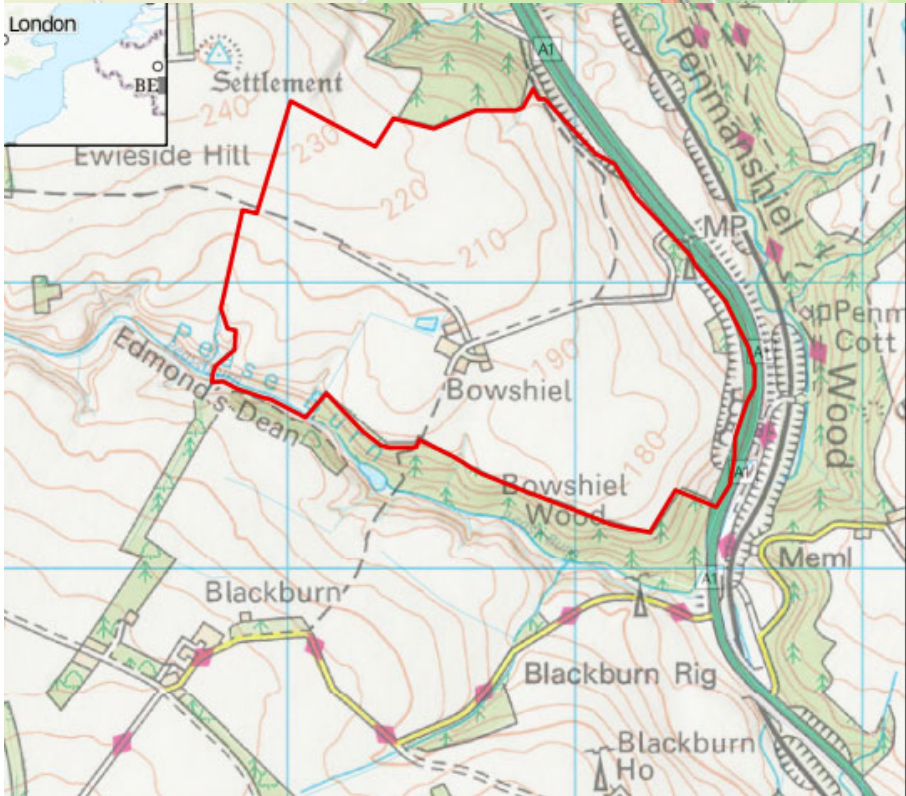 London
BE
A1
Settlement
240
230
Ewieside Hill
220
210
Penmanshiel
Wood
MP
Penm
Cott
190
A1
Pease Burn
Edmond's Dean
Bowshiel
180
A1
Bowshiel
Wood
Meml
A1
Blackburn
Blackburn Rig
Blackburn
Ho